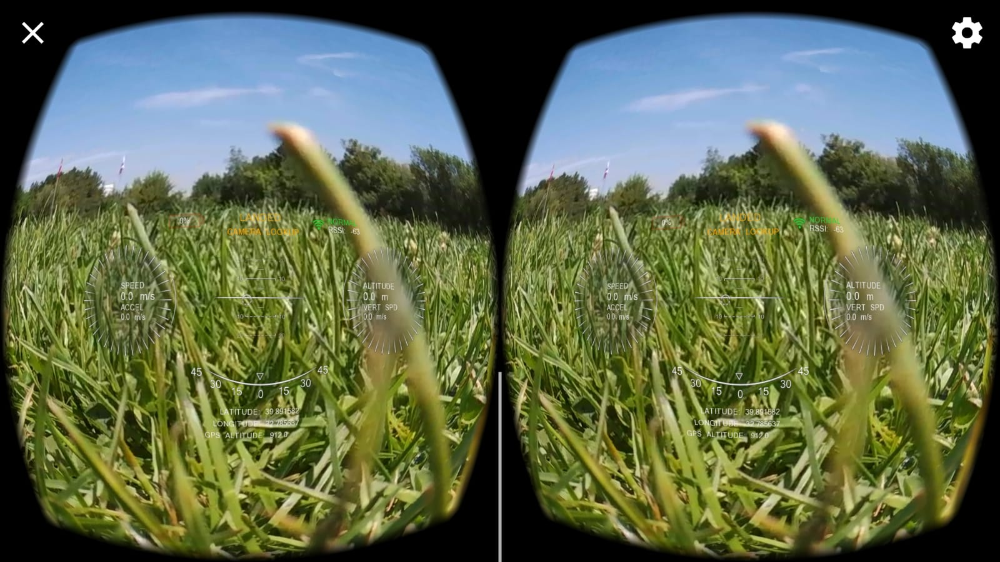 0%
LANDED
NORMAL
CAMERA LOOKUP
RSSI: -63
SPEED
0.0 m/s
ACCEL
0.0 m/s
10 10
10 10
ALTITUDE
0.0 m
VERT SPD
0.0 m/s
45 30 15 0 15 30 45
LATITUDE: 39.891582
LONGITUDE: 32.785637
GPS ALTITUDE: 912.0
0%
LANDED
NORMAL
CAMERA LOOKUP
RSSI: -63
SPEED
0.0 m/s
ACCEL
0.0 m/s
10 10
10 10
ALTITUDE
0.0 m
VERT SPD
0.0 m/s
45 30 15 0 15 30 45
LATITUDE: 39.891582
LONGITUDE: 32.785637
GPS ALTITUDE: 912.0